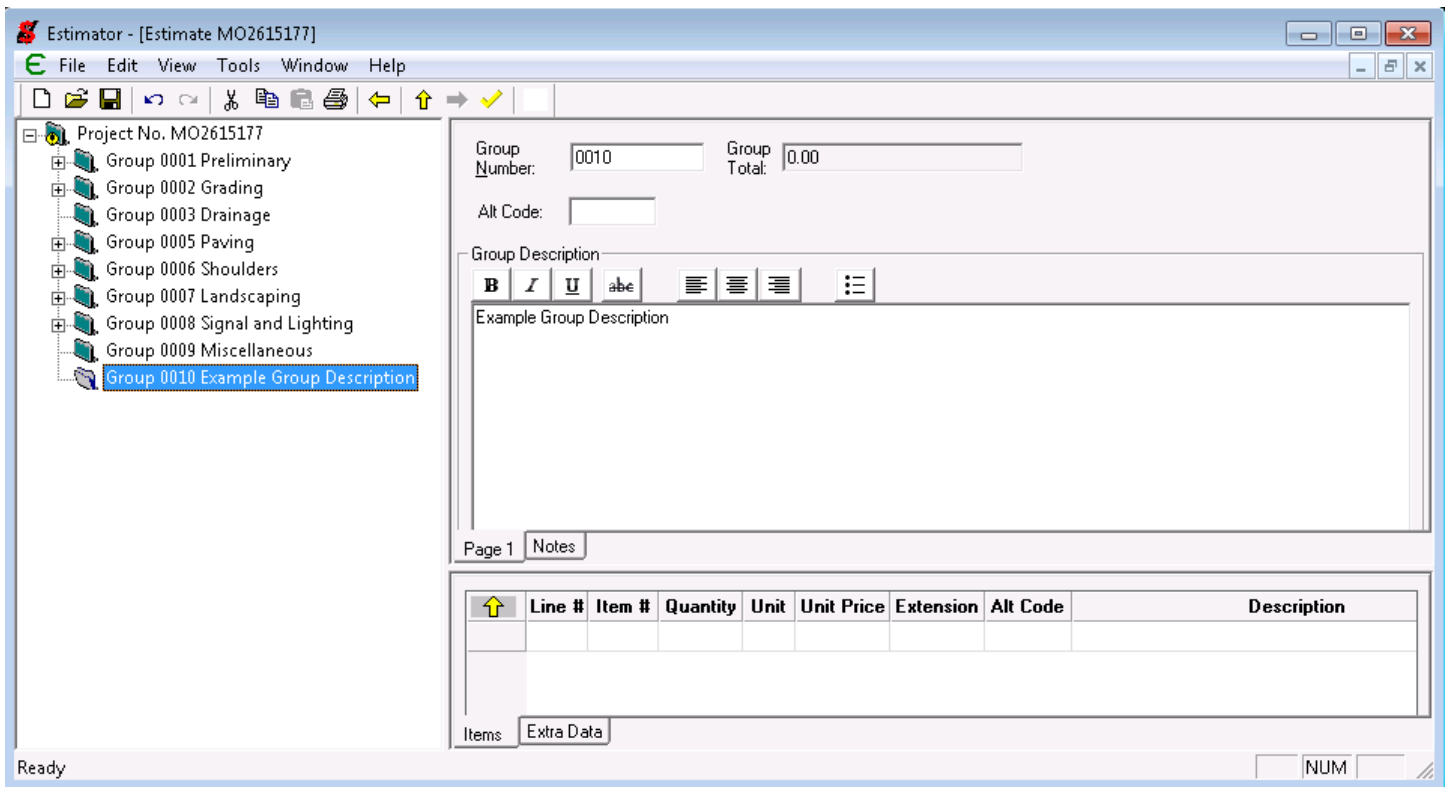 Estimator - [Estimate MO2615177]
File Edit View Tools Window Help
Project No. MO2615177
Group 0001 Preliminary
Group 0002 Grading
Group 0003 Drainage
Group 0005 Paving
Group 0006 Shoulders
Group 0007 Landscaping
Group 0008 Signal and Lighting
Group 0009 Miscellaneous
Group 0010 Example Group Description
Group Number: 0010 Group Total: 0.00
Alt Code:
Group Description
B I U abc
Example Group Description
Page 1 Notes
Line # Item # Quantity Unit Unit Price Extension Alt Code Description
Items Extra Data
Ready NUM